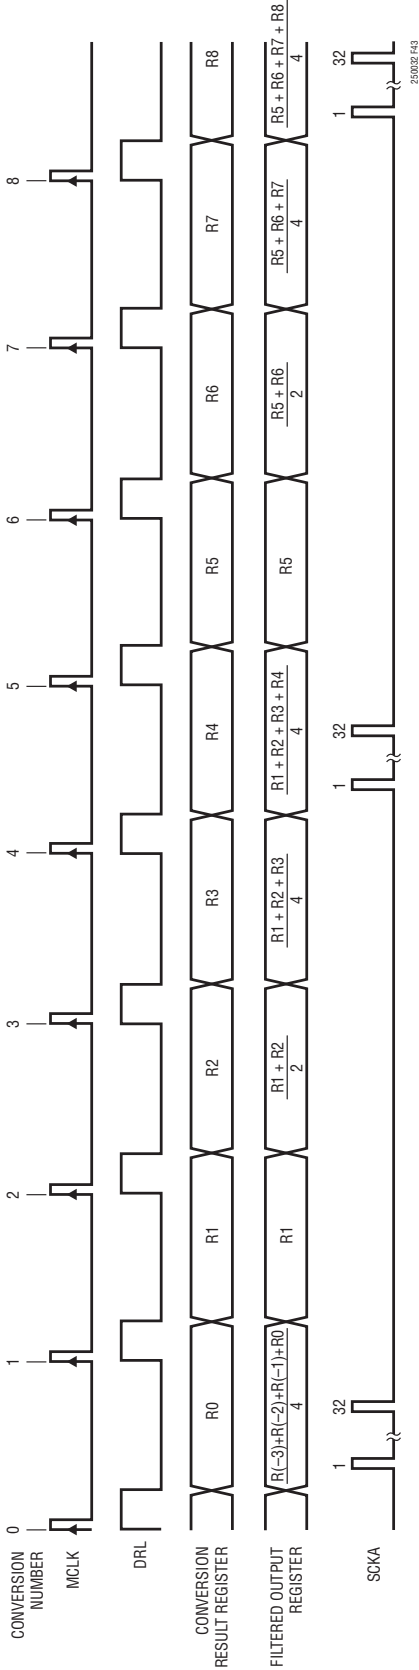 CONVERSION
NUMBER
0 1 2 3 4 5 6 7 8
MCLK
DRL
CONVERSION
RESULT REGISTER
R0 R1 R2 R3 R4 R5 R6 R7 R8
FILTERED OUTPUT
REGISTER
R(–3)+R(–2)+R(–1)+R0
4
R1
R1 + R2
2
R1 + R2 + R3
4
R1 + R2 + R3 + R4
4
R5
R5 + R6
2
R5 + R6 + R7
4
R5 + R6 + R7 + R8
4
SCKA
1 32 1 32 1 32
250032 F43